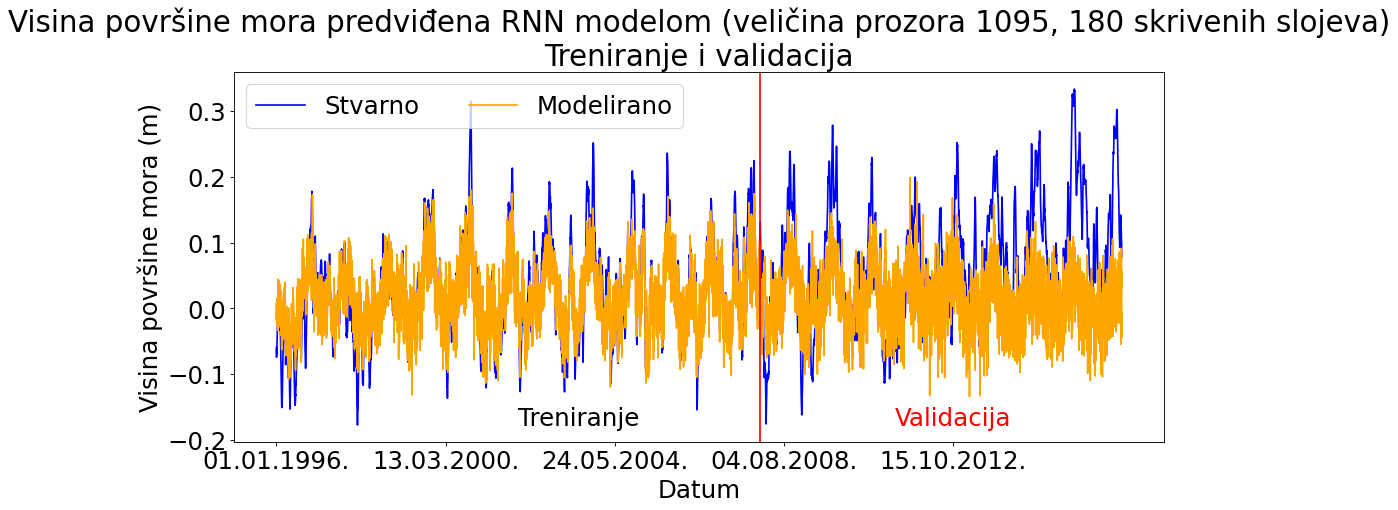 Visina površine mora predviđena RNN modelom (veličina prozora 1095, 180 skrivenih slojeva)
Treniranje i validacija
Stvarno Modelirano
Visina površine mora (m)
0.3
0.2
0.1
0.0
−0.1
−0.2
Treniranje Validacija
01.01.1996. 13.03.2000. 24.05.2004. 04.08.2008. 15.10.2012.
Datum